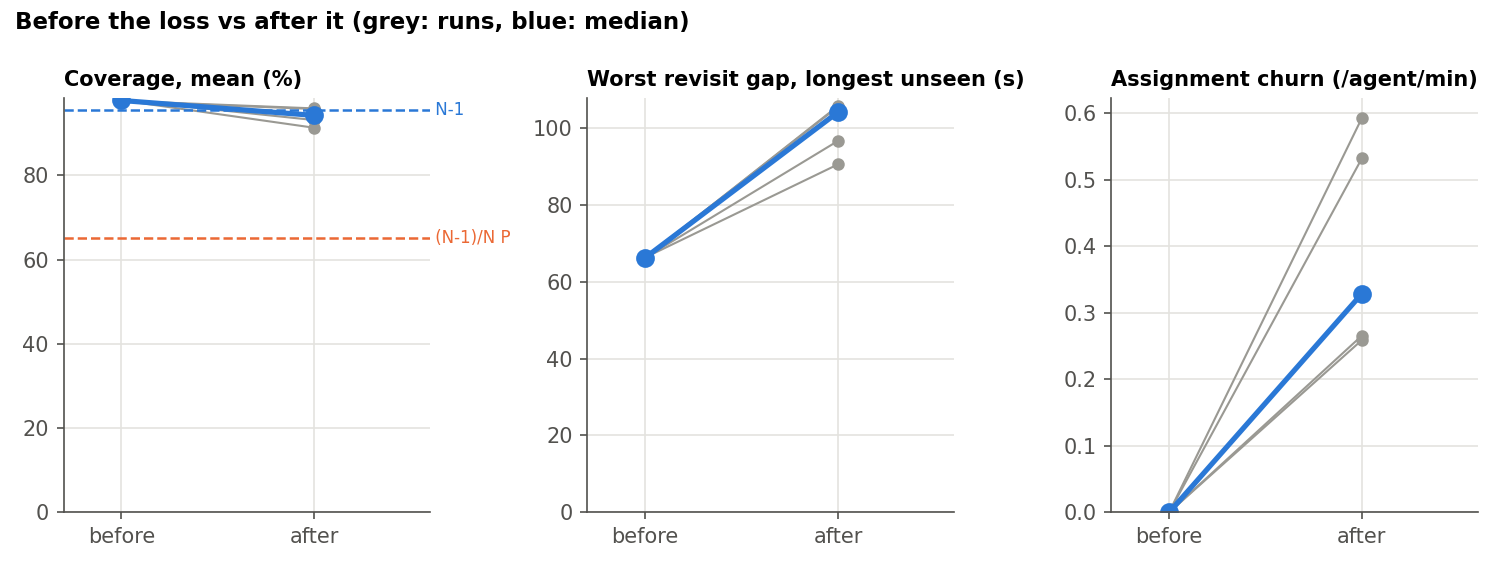 Before the loss vs after it (grey: runs, blue: median)
Coverage, mean (%)
80
60
40
20
0
before
after
N-1
(N-1)/N P
Worst revisit gap, longest unseen (s)
100
80
60
40
20
0
before
after
Assignment churn (/agent/min)
0.6
0.5
0.4
0.3
0.2
0.1
0.0
before
after